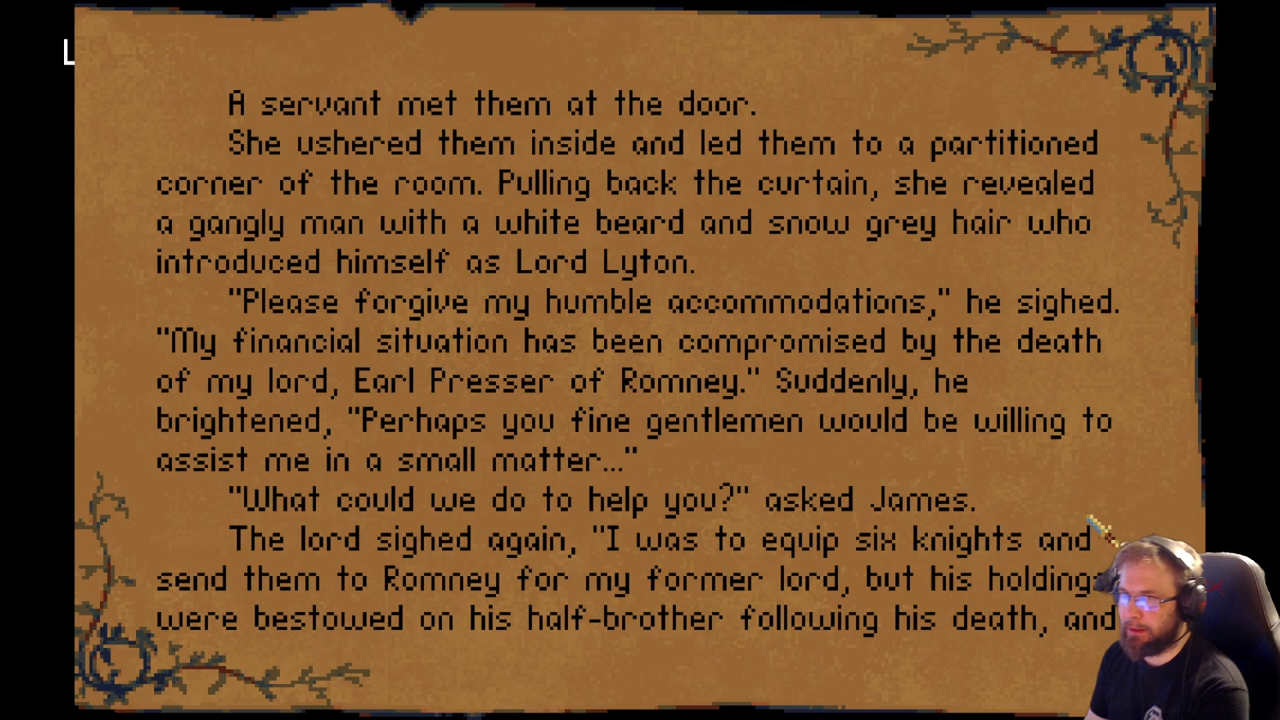 L
A servant met them at the door.
She ushered them inside and led them to a partitioned
corner of the room. Pulling back the curtain, she revealed
a gangly man with a white beard and snow grey hair who
introduced himself as Lord Lyton.
"Please forgive my humble accommodations," he sighed.
"My financial situation has been compromised by the death
of my lord, Earl Presser of Romney." Suddenly, he
brightened, "Perhaps you fine gentlemen would be willing to
assist me in a small matter..."
"What could we do to help you?" asked James.
The lord sighed again, "I was to equip six knights and
send them to Romney for my former lord, but his holdings
were bestowed on his half-brother following his death, and